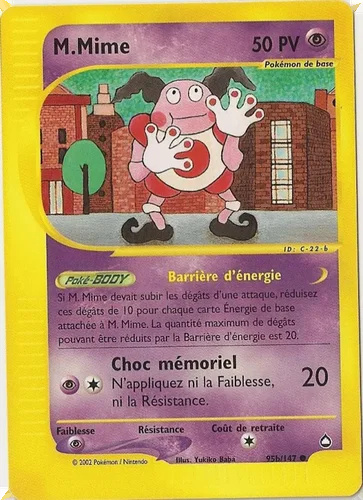 M.Mime 50 PV
Pokémon de base
ID: C-22-b
Poké-BODY Barrière d'énergie
Si M. Mime devait subir les dégâts d'une attaque, réduisez
ces dégâts de 10 pour chaque carte Énergie de base
attachée à M. Mime. La quantité maximum de dégâts
pouvant être réduits par la Barrière d'énergie est 20.
Choc mémoriel
N'appliquez ni la Faiblesse,
ni la Résistance.
20
Faiblesse Résistance Coût de retraite
© 2002 Pokémon / Nintendo Illus. Yukiko Baba 95b/147